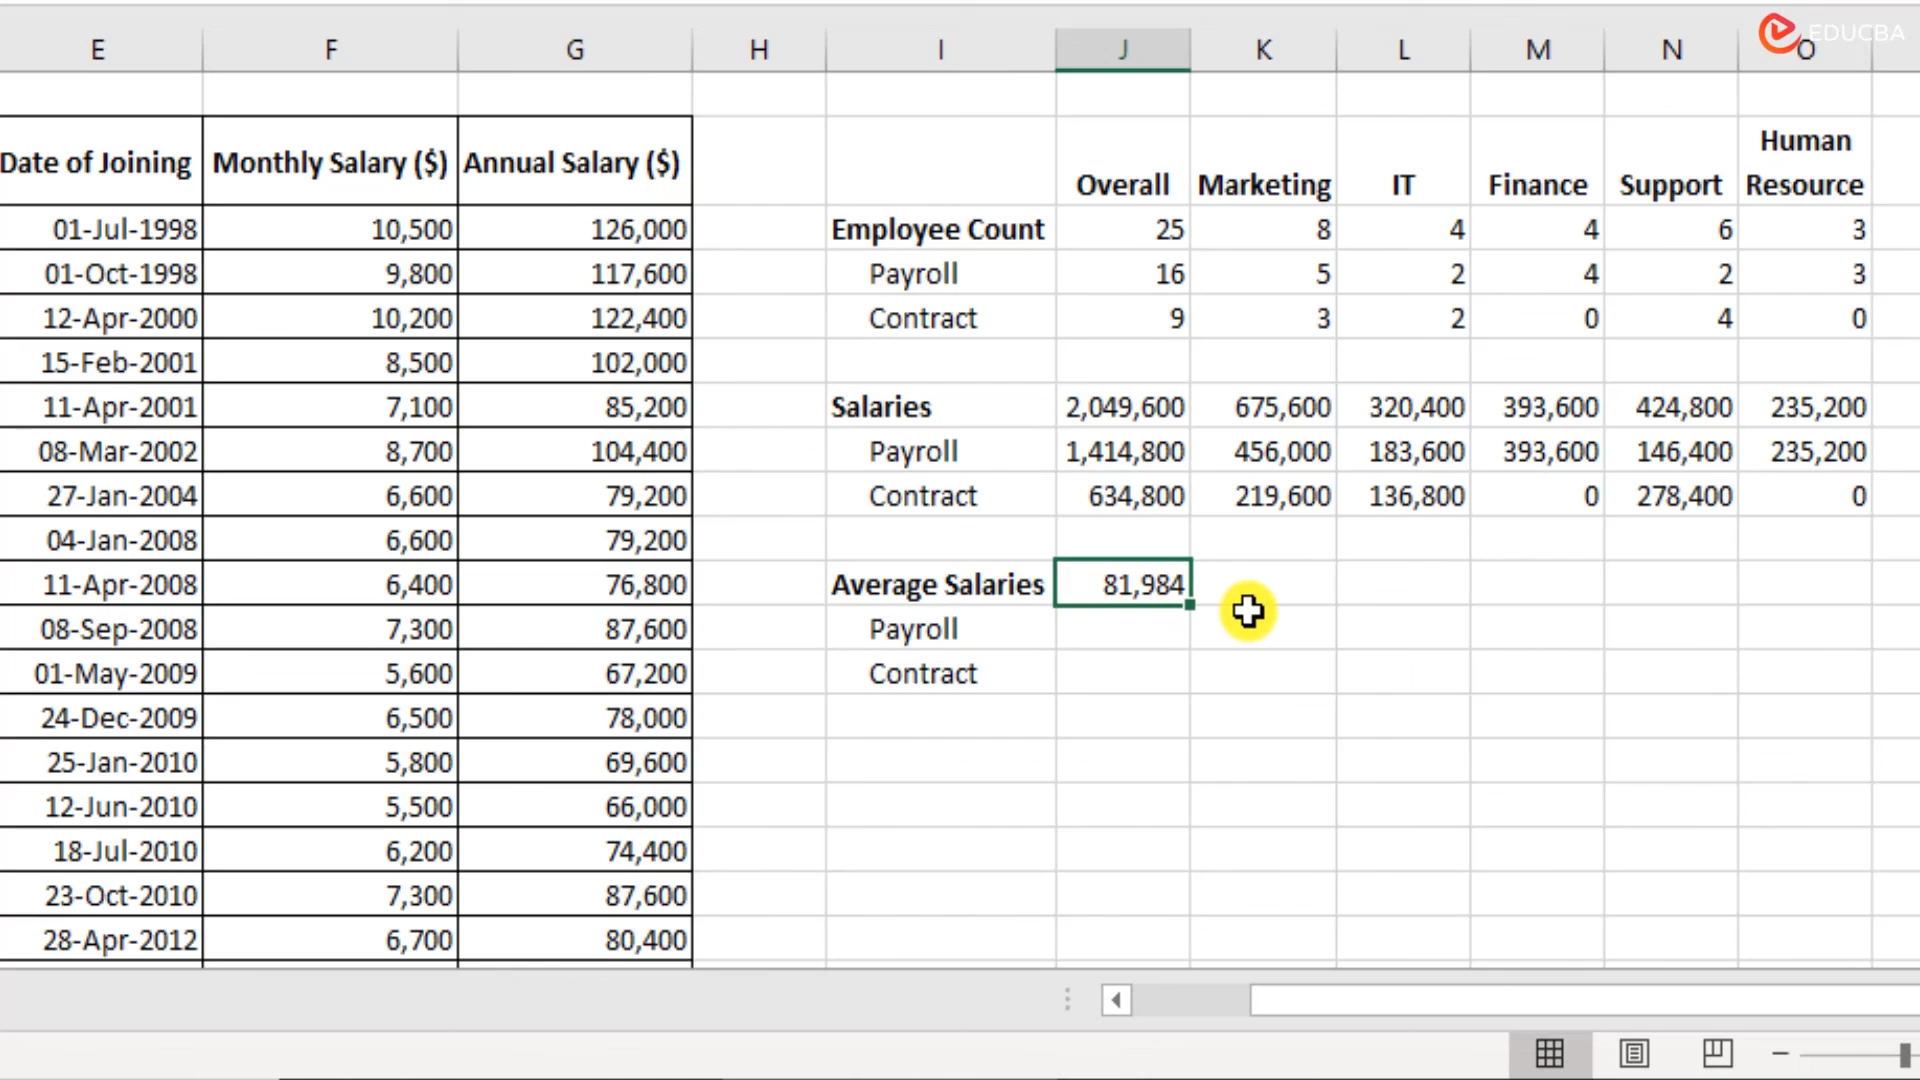 EDUCBA
E F G H I J K L M N O
Date of Joining Monthly Salary ($) Annual Salary ($) Overall Marketing IT Finance Support Human Resource
01-Jul-1998 10,500 126,000 Employee Count 25 8 4 4 6 3
01-Oct-1998 9,800 117,600 Payroll 16 5 2 4 2 3
12-Apr-2000 10,200 122,400 Contract 9 3 2 0 4 0
15-Feb-2001 8,500 102,000
11-Apr-2001 7,100 85,200 Salaries 2,049,600 675,600 320,400 393,600 424,800 235,200
08-Mar-2002 8,700 104,400 Payroll 1,414,800 456,000 183,600 393,600 146,400 235,200
27-Jan-2004 6,600 79,200 Contract 634,800 219,600 136,800 0 278,400 0
04-Jan-2008 6,600 79,200
11-Apr-2008 6,400 76,800 Average Salaries 81,984
08-Sep-2008 7,300 87,600 Payroll
01-May-2009 5,600 67,200 Contract
24-Dec-2009 6,500 78,000
25-Jan-2010 5,800 69,600
12-Jun-2010 5,500 66,000
18-Jul-2010 6,200 74,400
23-Oct-2010 7,300 87,600
28-Apr-2012 6,700 80,400